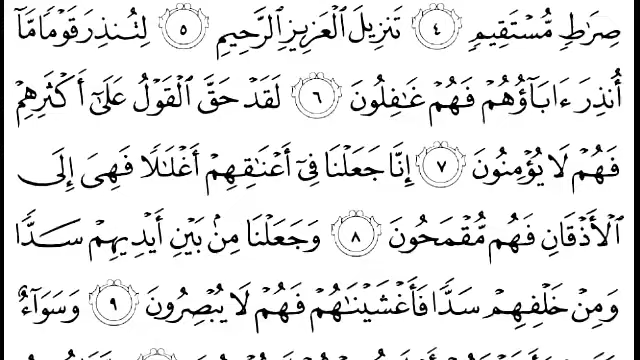 صِرَٰطٍ مُّسْتَقِيمٍ ٤ تَنزِيلَ ٱلْعَزِيزِ ٱلرَّحِيمِ ٥ لِتُنذِرَ قَوْمًا مَّآ
أُنذِرَ ءَابَآؤُهُمْ فَهُمْ غَٰفِلُونَ ٦ لَقَدْ حَقَّ ٱلْقَوْلُ عَلَىٰٓ أَكْثَرِهِمْ
فَهُمْ لَا يُؤْمِنُونَ ٧ إِنَّا جَعَلْنَا فِىٓ أَعْنَٰقِهِمْ أَغْلَٰلًا فَهِىَ إِلَى
ٱلْأَذْقَانِ فَهُم مُّقْمَحُونَ ٨ وَجَعَلْنَا مِنۢ بَيْنِ أَيْدِيهِمْ سَدًّا
وَمِنْ خَلْفِهِمْ سَدًّا فَأَغْشَيْنَٰهُمْ فَهُمْ لَا يُبْصِرُونَ ٩ وَسَوَآءٌ